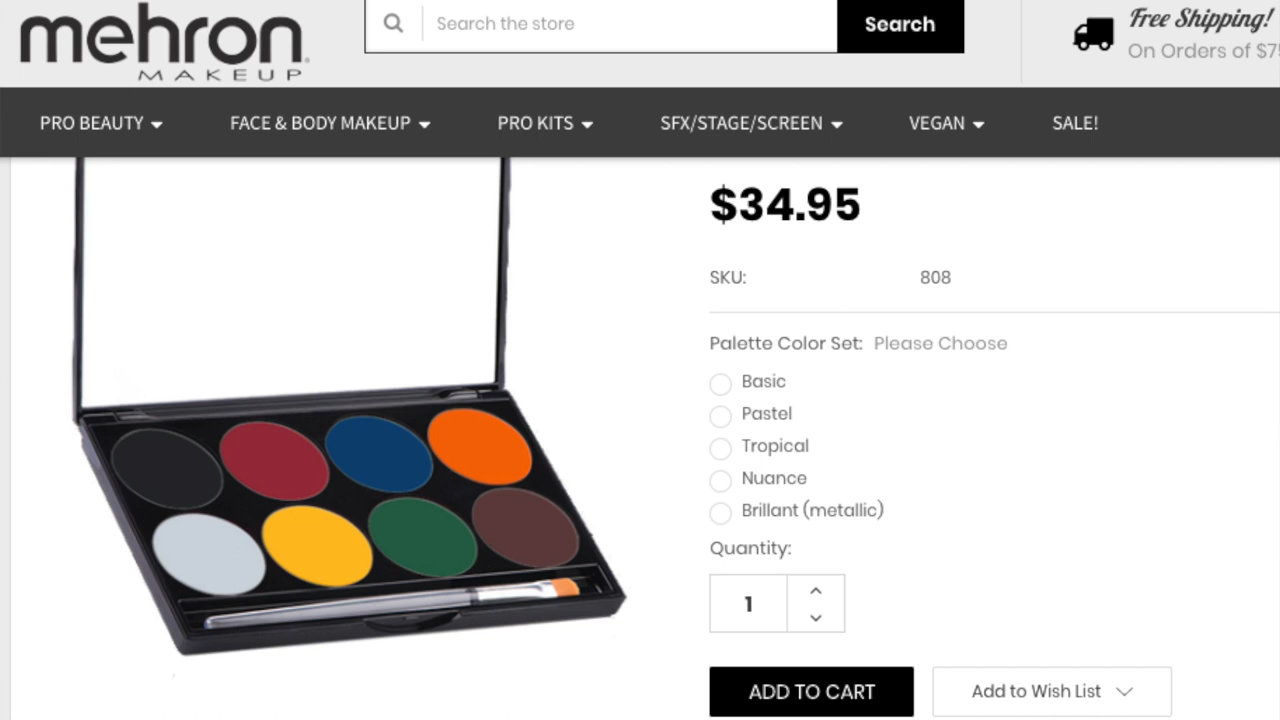 mehron
MAKEUP
Search the store
Search
Free Shipping!
On Orders of $7
PRO BEAUTY
FACE & BODY MAKEUP
PRO KITS
SFX/STAGE/SCREEN
VEGAN
SALE!
$34.95
SKU: 808
Palette Color Set: Please Choose
Basic
Pastel
Tropical
Nuance
Brillant (metallic)
Quantity:
1
ADD TO CART
Add to Wish List